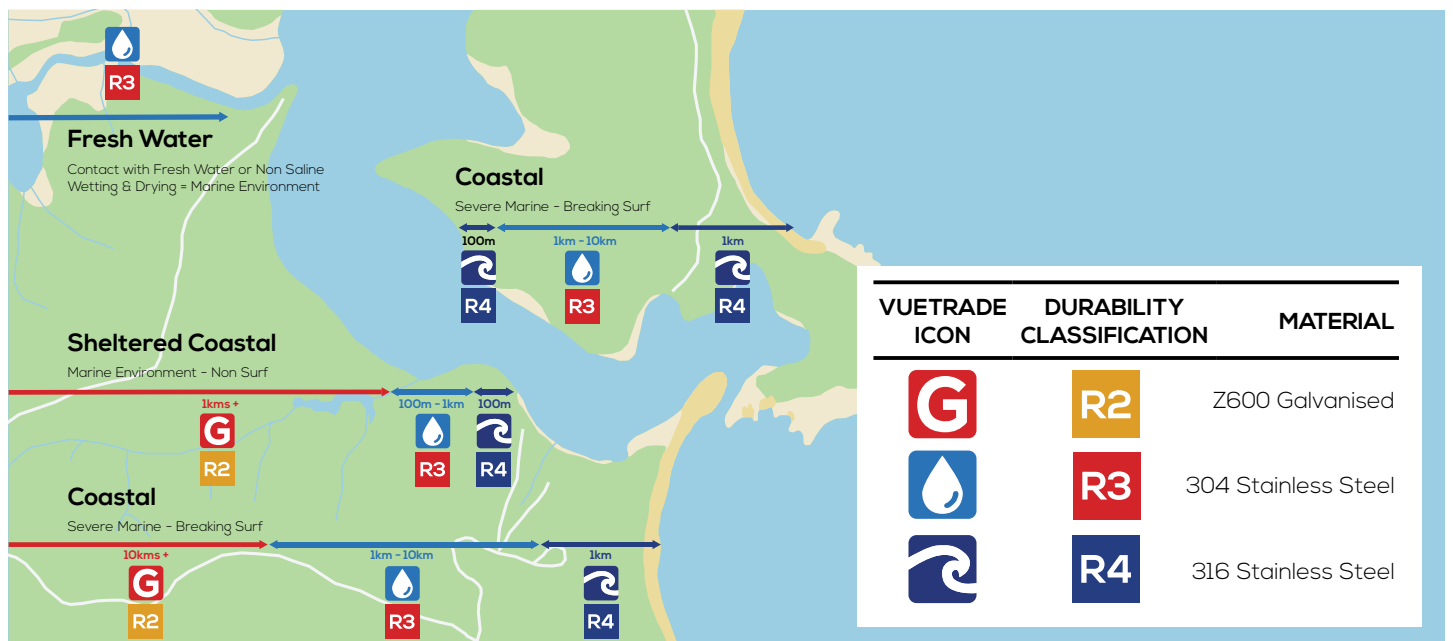 R3
Fresh Water
Contact with Fresh Water or Non Saline
Wetting & Drying = Marine Environment
Coastal
Severe Marine - Breaking Surf
100m 1km - 10km 1km
R4 R3 R4
Sheltered Coastal
Marine Environment - Non Surf
1kms + 100m - 1km 100m
G
R2 R3 R4
Coastal
Severe Marine - Breaking Surf
10kms + 1km - 10km 1km
G
R2 R3 R4
VUETRADE ICON
DURABILITY CLASSIFICATION
MATERIAL
G R2 Z600 Galvanised
R3 304 Stainless Steel
R4 316 Stainless Steel